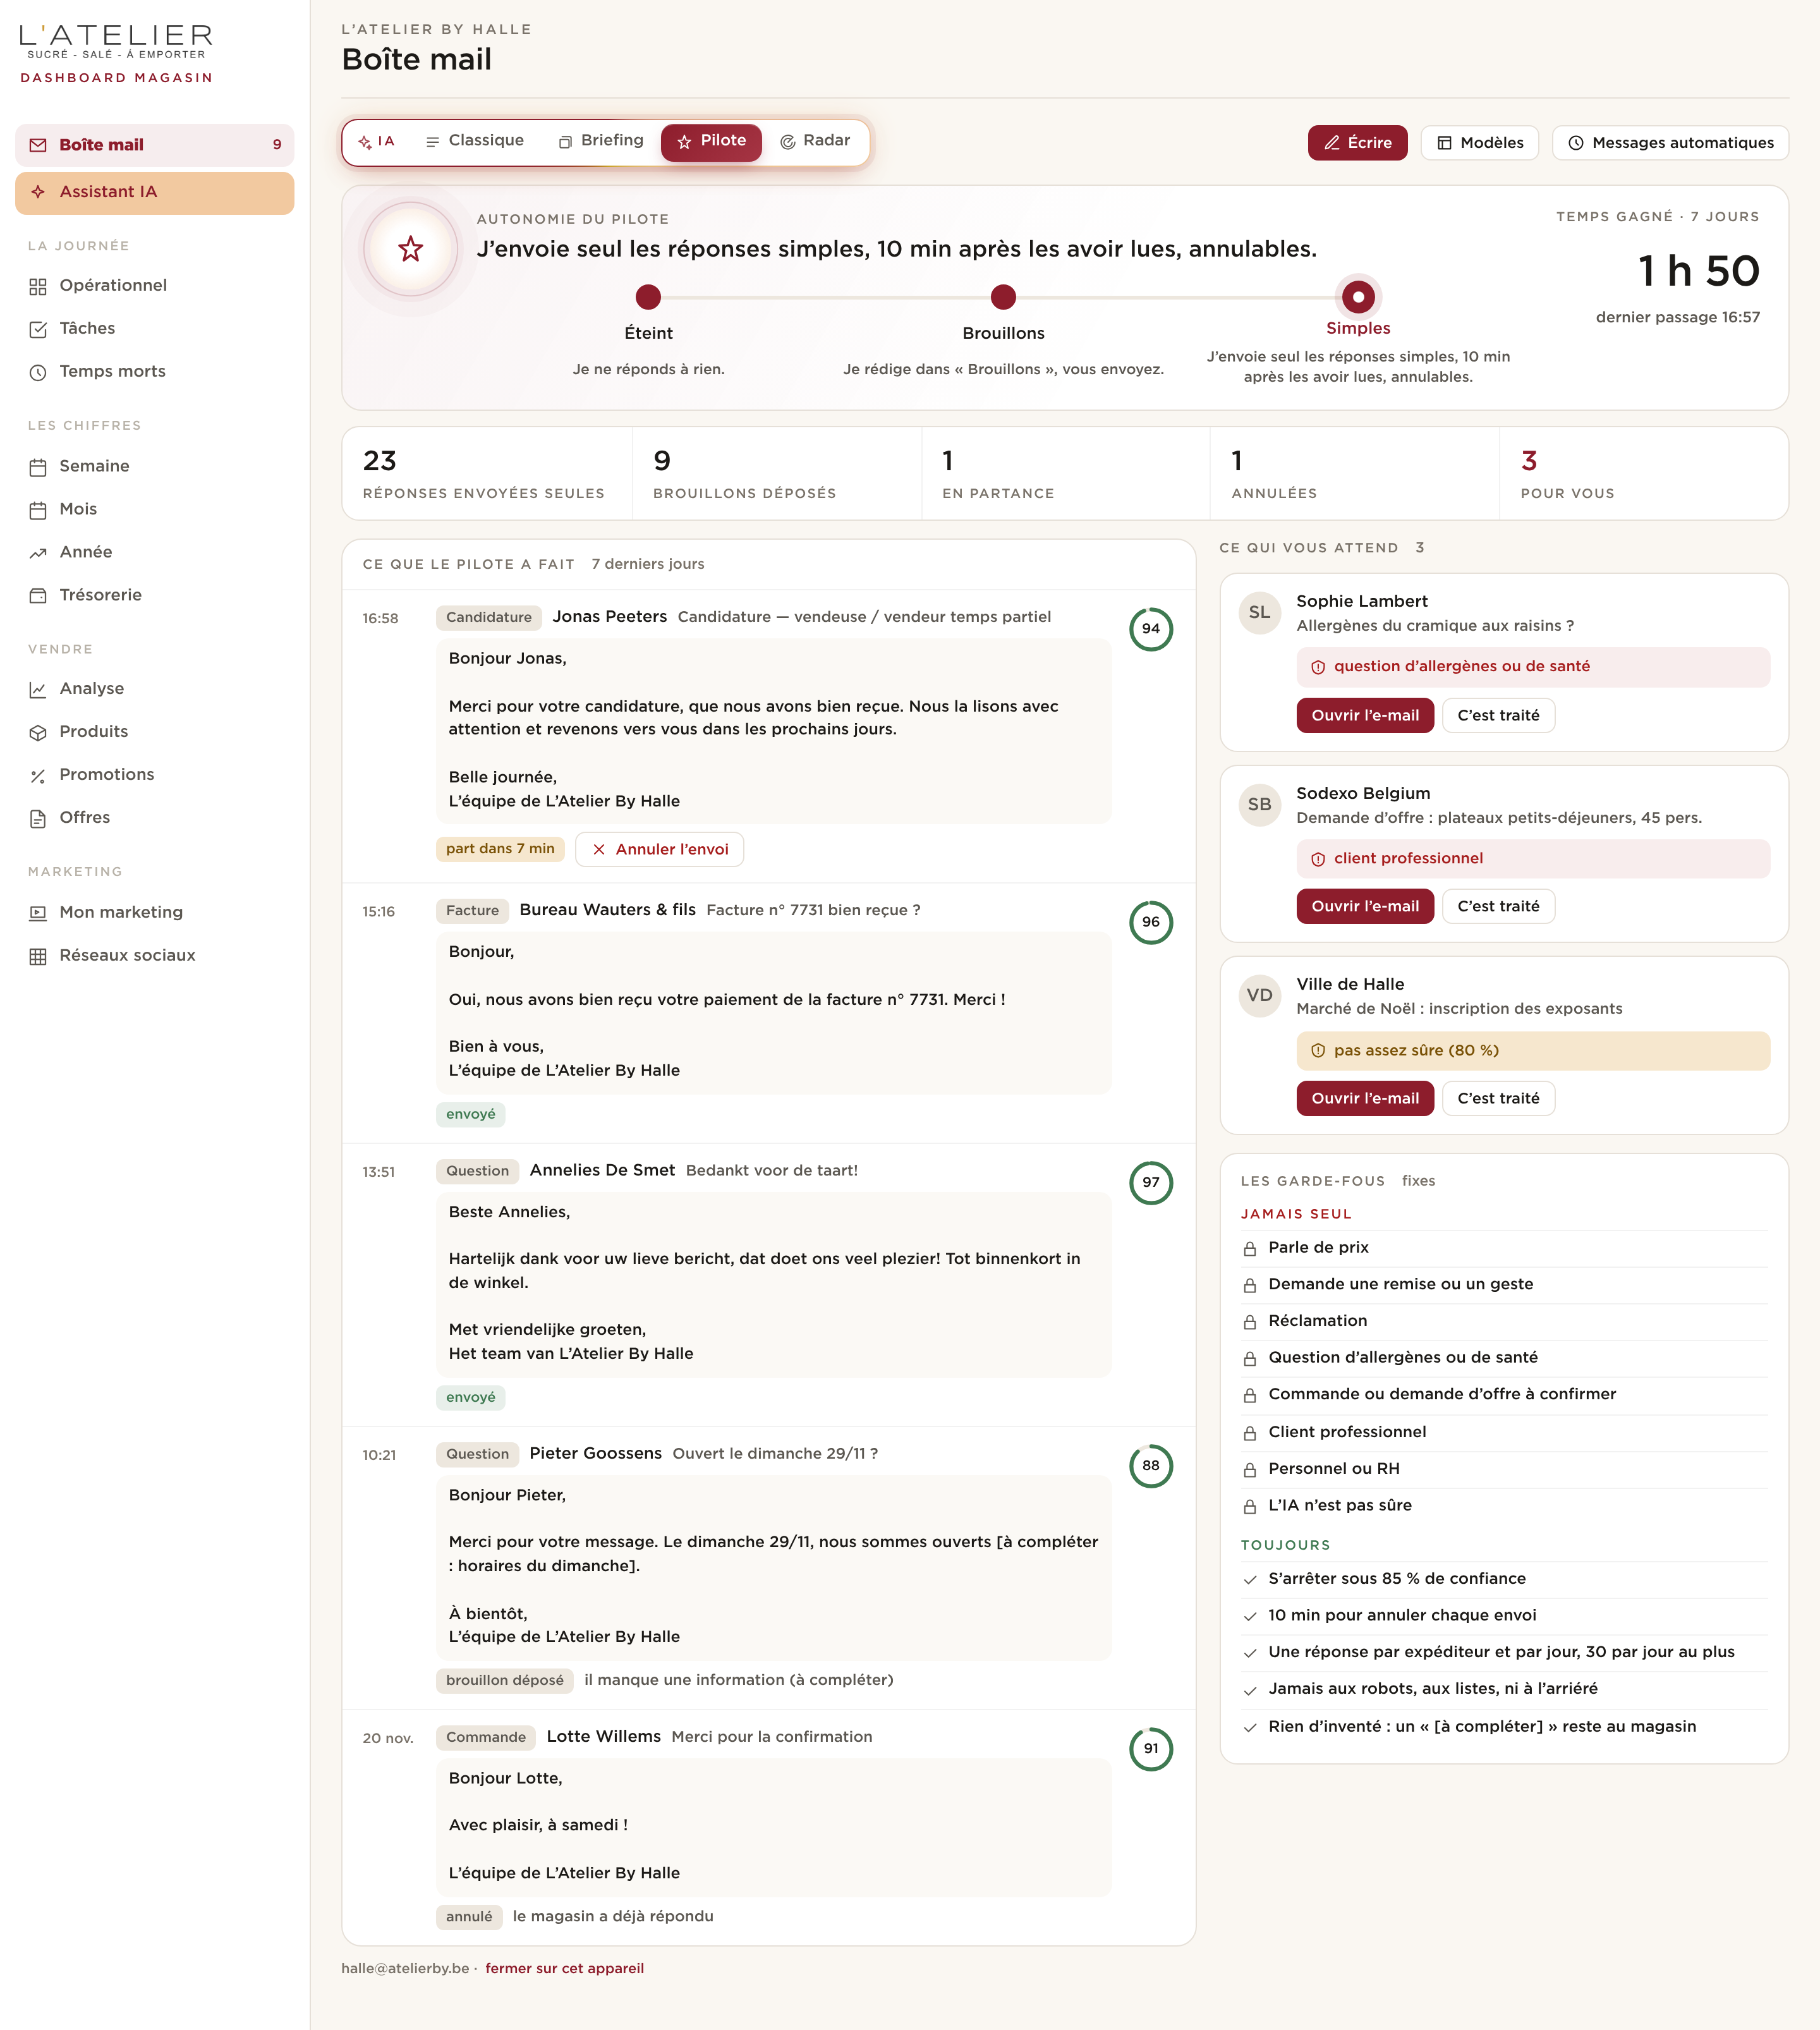 L'ATELIER
SUCRÉ - SALÉ - À EMPORTER
DASHBOARD MAGASIN
Boîte mail 9
Assistant IA
LA JOURNÉE
Opérationnel
Tâches
Temps morts
LES CHIFFRES
Semaine
Mois
Année
Trésorerie
VENDRE
Analyse
Produits
Promotions
Offres
MARKETING
Mon marketing
Réseaux sociaux
L’ATELIER BY HALLE
Boîte mail
IA Classique Briefing Pilote Radar
Écrire Modèles Messages automatiques
AUTONOMIE DU PILOTE
J’envoie seul les réponses simples, 10 min après les avoir lues, annulables.
Éteint
Je ne réponds à rien.
Brouillons
Je rédige dans « Brouillons », vous envoyez.
Simples
J’envoie seul les réponses simples, 10 min
après les avoir lues, annulables.
TEMPS GAGNÉ · 7 JOURS
1 h 50
dernier passage 16:57
23
RÉPONSES ENVOYÉES SEULES
9
BROUILLONS DÉPOSÉS
1
EN PARTANCE
1
ANNULÉES
3
POUR VOUS
CE QUE LE PILOTE A FAIT 7 derniers jours
16:58 Candidature Jonas Peeters Candidature — vendeuse / vendeur temps partiel 94
Bonjour Jonas,
Merci pour votre candidature, que nous avons bien reçue. Nous la lisons avec
attention et revenons vers vous dans les prochains jours.
Belle journée,
L’équipe de L’Atelier By Halle
part dans 7 min Annuler l’envoi
15:16 Facture Bureau Wauters & fils Facture n° 7731 bien reçue ? 96
Bonjour,
Oui, nous avons bien reçu votre paiement de la facture n° 7731. Merci !
Bien à vous,
L’équipe de L’Atelier By Halle
envoyé
13:51 Question Annelies De Smet Bedankt voor de taart! 97
Beste Annelies,
Hartelijk dank voor uw lieve bericht, dat doet ons veel plezier! Tot binnenkort in
de winkel.
Met vriendelijke groeten,
Het team van L’Atelier By Halle
envoyé
10:21 Question Pieter Goossens Ouvert le dimanche 29/11 ? 88
Bonjour Pieter,
Merci pour votre message. Le dimanche 29/11, nous sommes ouverts [à compléter
: horaires du dimanche].
À bientôt,
L’équipe de L’Atelier By Halle
brouillon déposé il manque une information (à compléter)
20 nov. Commande Lotte Willems Merci pour la confirmation 91
Bonjour Lotte,
Avec plaisir, à samedi !
L’équipe de L’Atelier By Halle
annulé le magasin a déjà répondu
CE QUI VOUS ATTEND 3
SL Sophie Lambert
Allergènes du cramique aux raisins ?
question d’allergènes ou de santé
Ouvrir l’e-mail C’est traité
SB Sodexo Belgium
Demande d’offre : plateaux petits-déjeuners, 45 pers.
client professionnel
Ouvrir l’e-mail C’est traité
VD Ville de Halle
Marché de Noël : inscription des exposants
pas assez sûre (80 %)
Ouvrir l’e-mail C’est traité
LES GARDE-FOUS fixes
JAMAIS SEUL
Parle de prix
Demande une remise ou un geste
Réclamation
Question d’allergènes ou de santé
Commande ou demande d’offre à confirmer
Client professionnel
Personnel ou RH
L’IA n’est pas sûre
TOUJOURS
S’arrêter sous 85 % de confiance
10 min pour annuler chaque envoi
Une réponse par expéditeur et par jour, 30 par jour au plus
Jamais aux robots, aux listes, ni à l’arriéré
Rien d’inventé : un « [à compléter] » reste au magasin
halle@atelierby.be · fermer sur cet appareil